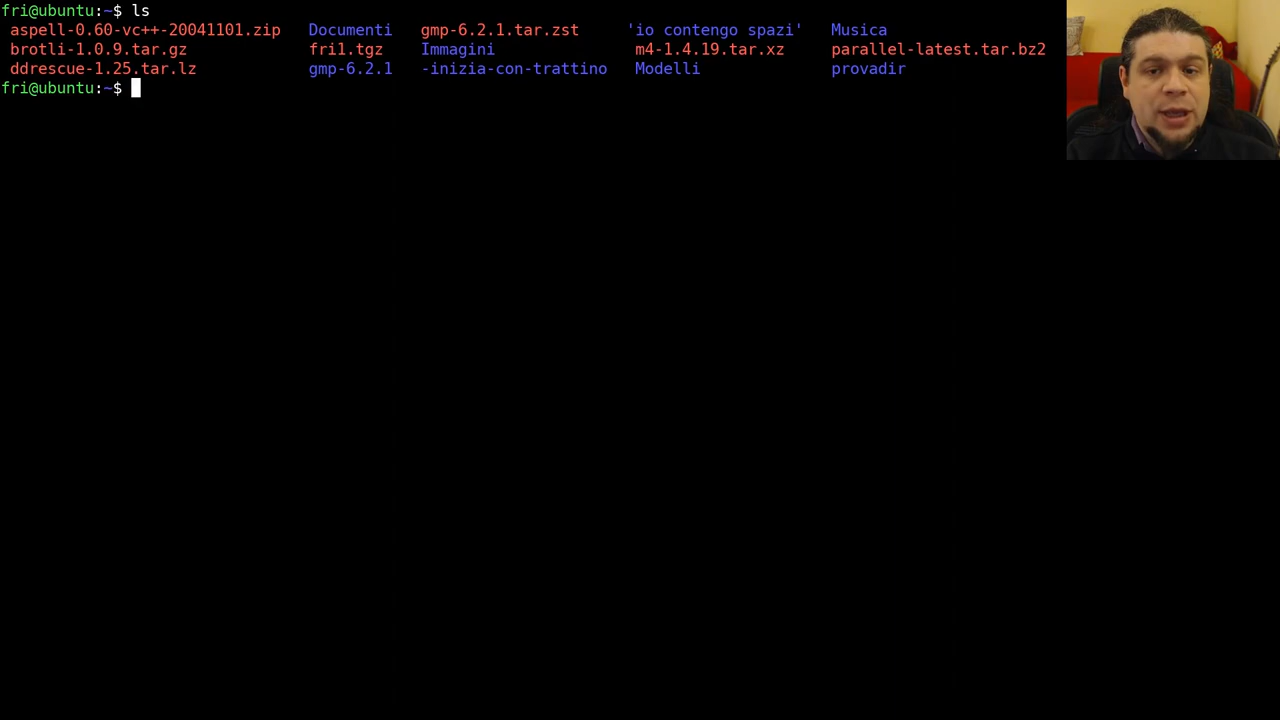 fri@ubuntu:~$ ls
aspell-0.60-vc++-20041101.zip Documenti gmp-6.2.1.tar.zst 'io contengo spazi' Musica
brotli-1.0.9.tar.gz fri1.tgz Immagini m4-1.4.19.tar.xz parallel-latest.tar.bz2
ddrescue-1.25.tar.lz gmp-6.2.1 -inizia-con-trattino Modelli provadir
fri@ubuntu:~$